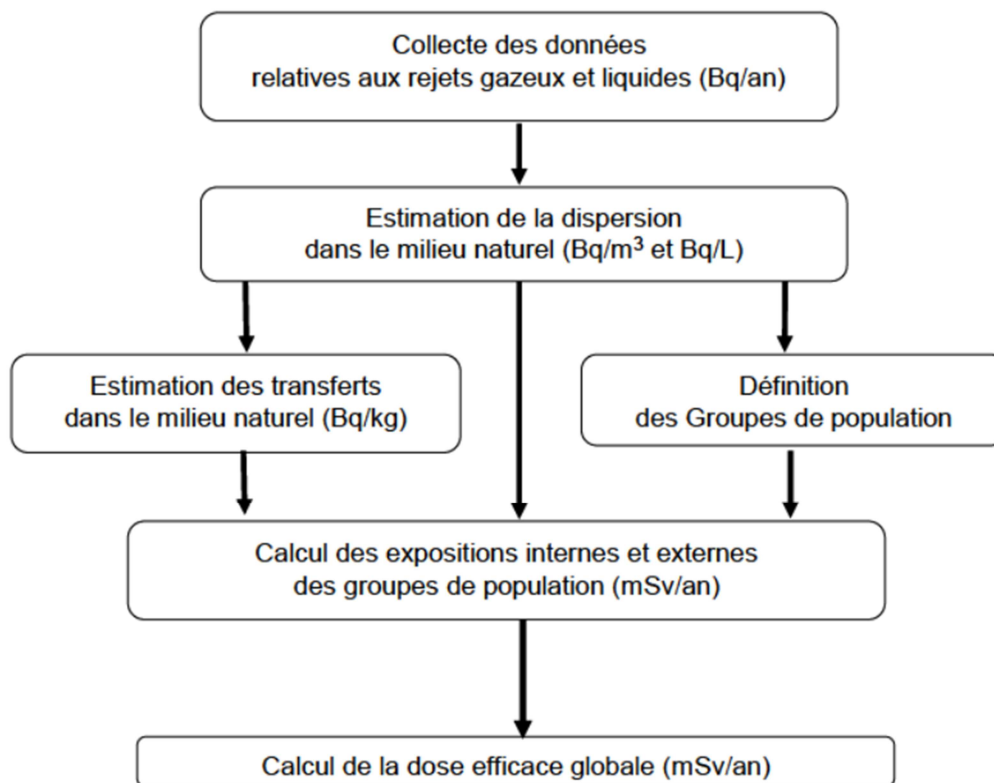 Collecte des données
relatives aux rejets gazeux et liquides (Bq/an)
Estimation de la dispersion
dans le milieu naturel (Bq/m³ et Bq/L)
Estimation des transferts
dans le milieu naturel (Bq/kg)
Définition
des Groupes de population
Calcul des expositions internes et externes
des groupes de population (mSv/an)
Calcul de la dose efficace globale (mSv/an)